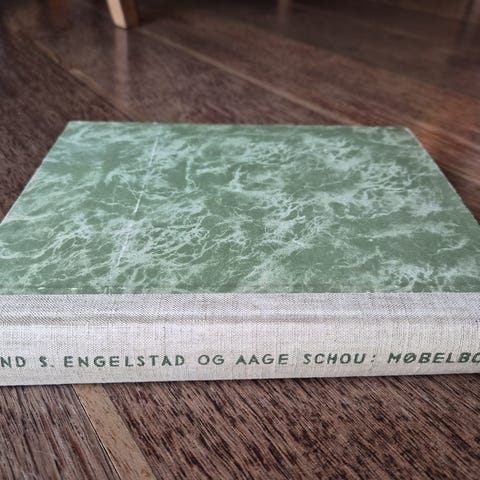 ND S. ENGELSTAD OG AAGE SCHOU: MØBELBO